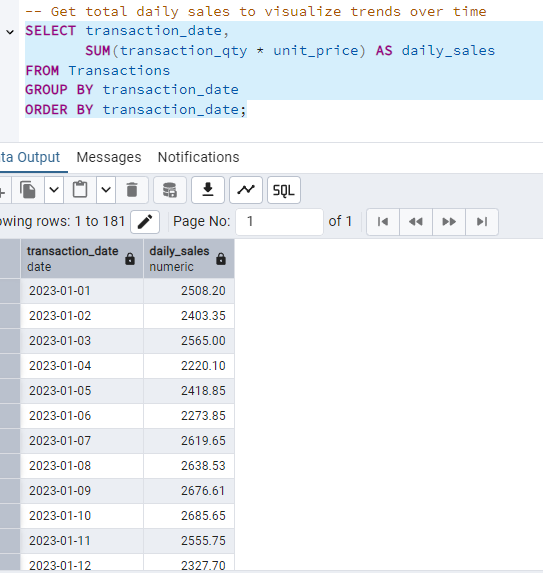 -- Get total daily sales to visualize trends over time
SELECT transaction_date,
SUM(transaction_qty * unit_price) AS daily_sales
FROM Transactions
GROUP BY transaction_date
ORDER BY transaction_date;
ta Output Messages Notifications
SQL
owing rows: 1 to 181 Page No: 1 of 1
transaction_date daily_sales
date numeric
2023-01-01 2508.20
2023-01-02 2403.35
2023-01-03 2565.00
2023-01-04 2220.10
2023-01-05 2418.85
2023-01-06 2273.85
2023-01-07 2619.65
2023-01-08 2638.53
2023-01-09 2676.61
2023-01-10 2685.65
2023-01-11 2555.75
2023-01-12 2327.70